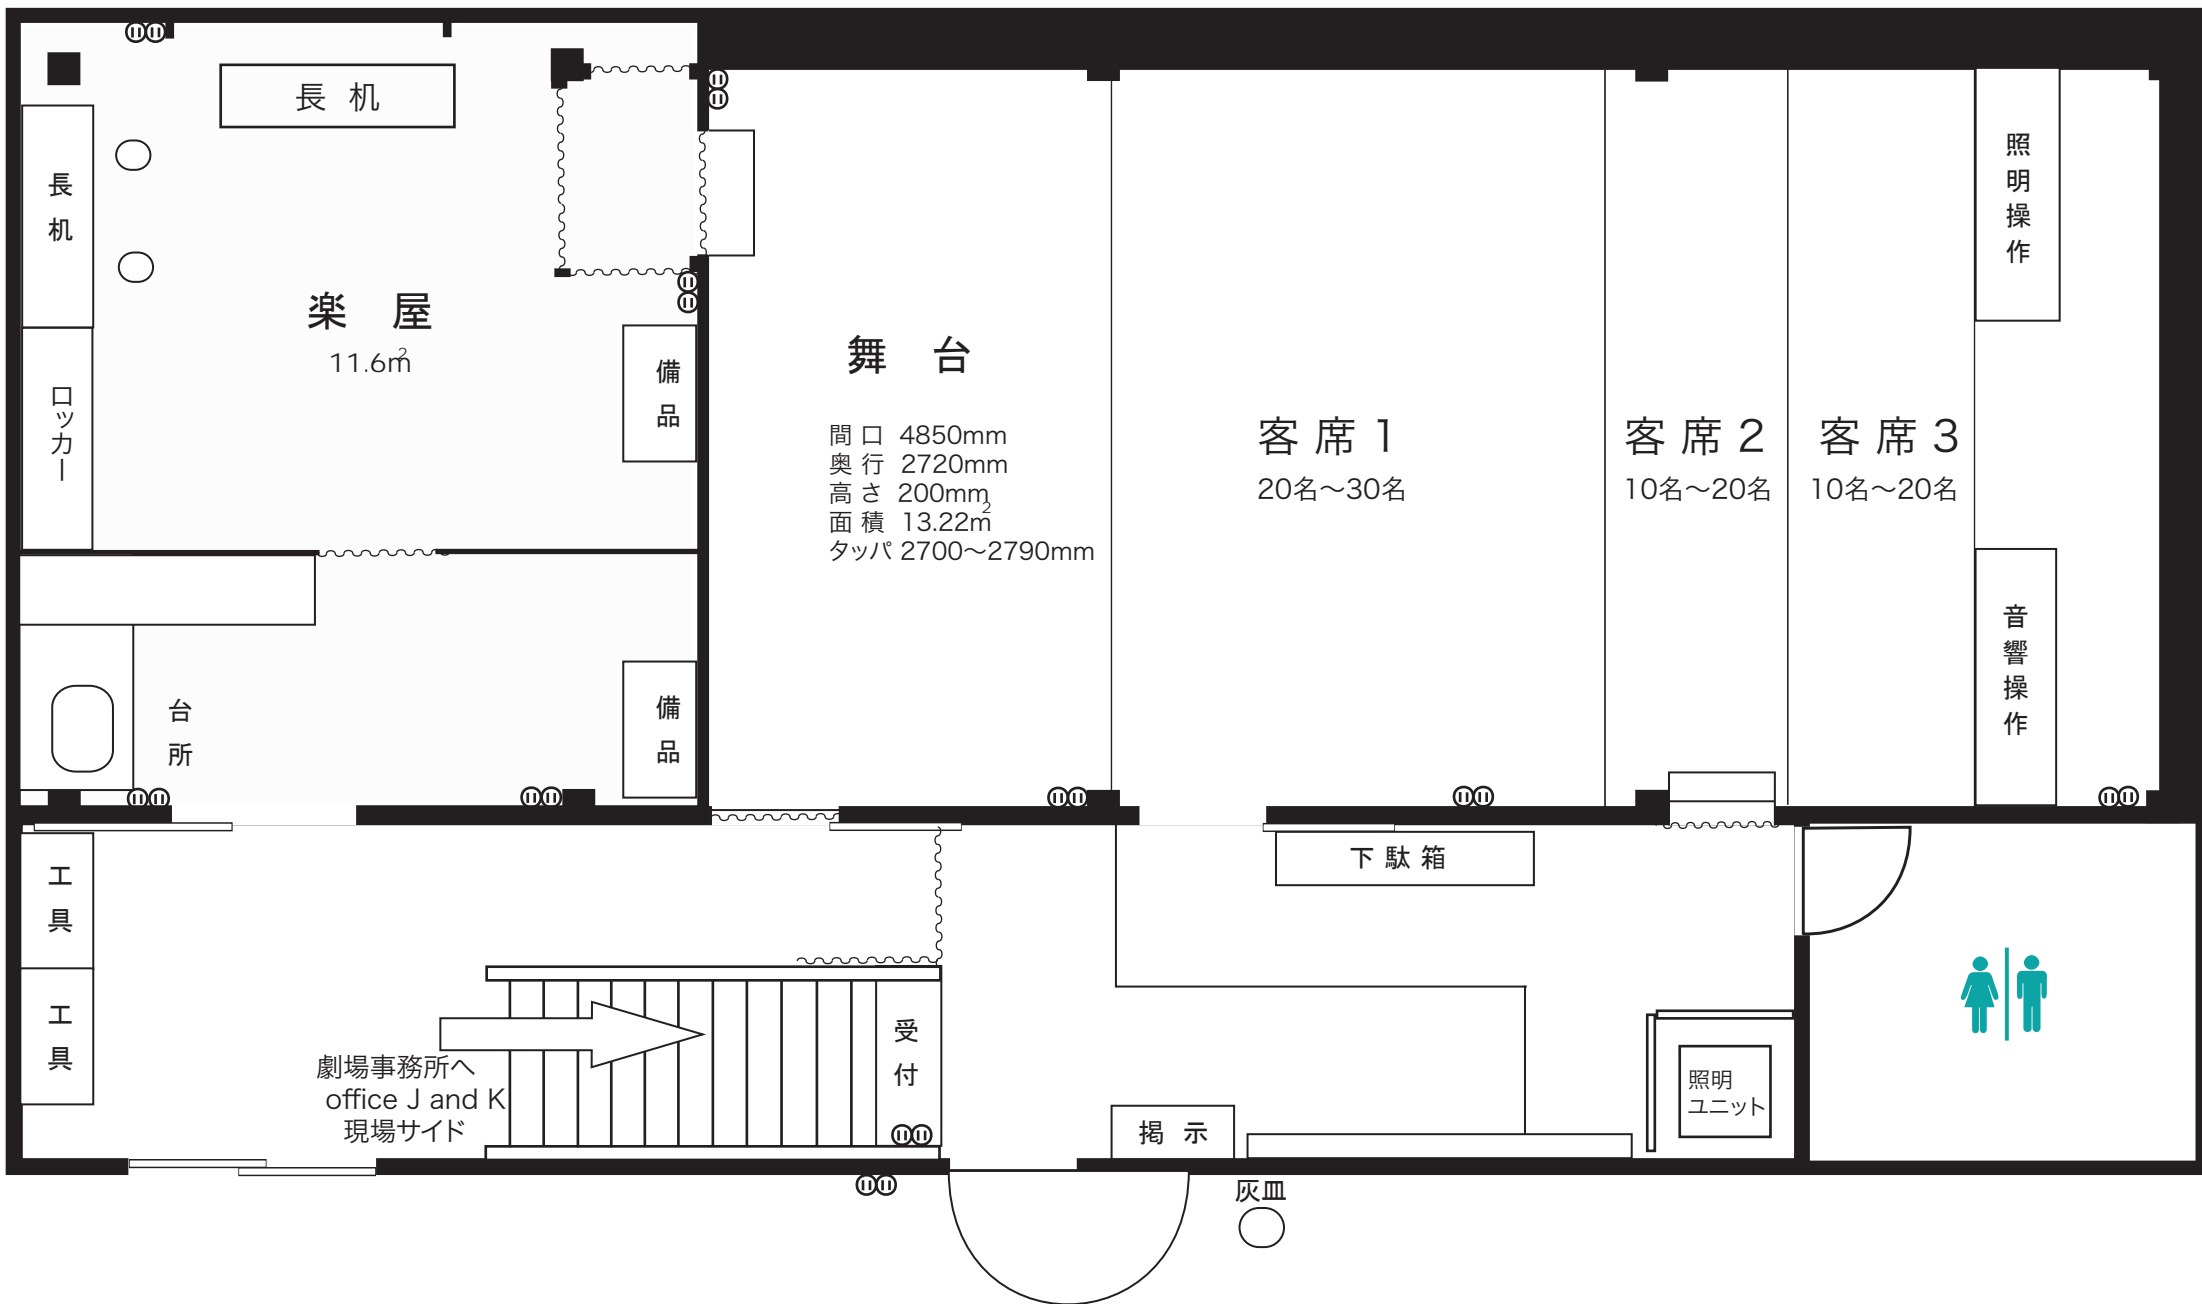 長机
長机
楽屋
11.6㎡
ロッカー
備品
備品
台所
舞台
間口 4850mm
奥行 2720mm
高さ 200mm
面積 13.22㎡
タッパ 2700〜2790mm
客席1
20名〜30名
客席2
10名〜20名
客席3
10名〜20名
照明操作
音響操作
工具
工具
劇場事務所へ
office J and K
現場サイド
受付
下駄箱
掲示
照明
ユニット
灰皿